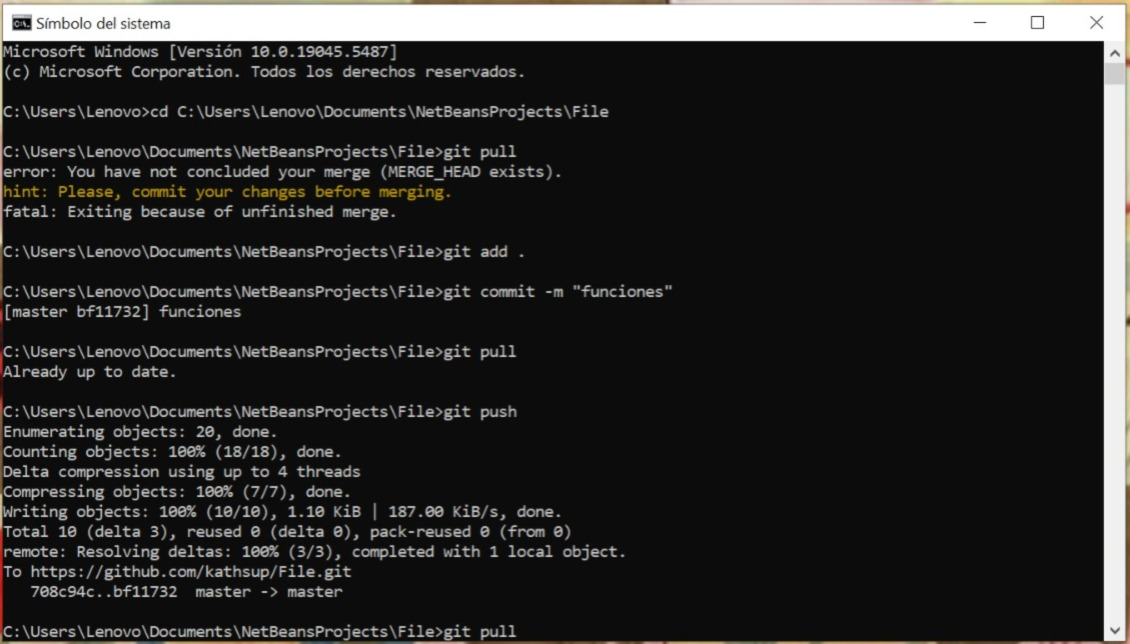 Símbolo del sistema
Microsoft Windows [Versión 10.0.19045.5487]
(c) Microsoft Corporation. Todos los derechos reservados.
C:\Users\Lenovo>cd C:\Users\Lenovo\Documents\NetBeansProjects\File
C:\Users\Lenovo\Documents\NetBeansProjects\File>git pull
error: You have not concluded your merge (MERGE_HEAD exists).
hint: Please, commit your changes before merging.
fatal: Exiting because of unfinished merge.
C:\Users\Lenovo\Documents\NetBeansProjects\File>git add .
C:\Users\Lenovo\Documents\NetBeansProjects\File>git commit -m "funciones"
[master bf11732] funciones
C:\Users\Lenovo\Documents\NetBeansProjects\File>git pull
Already up to date.
C:\Users\Lenovo\Documents\NetBeansProjects\File>git push
Enumerating objects: 20, done.
Counting objects: 100% (18/18), done.
Delta compression using up to 4 threads
Compressing objects: 100% (7/7), done.
Writing objects: 100% (10/10), 1.10 KiB | 187.00 KiB/s, done.
Total 10 (delta 3), reused 0 (delta 0), pack-reused 0 (from 0)
remote: Resolving deltas: 100% (3/3), completed with 1 local object.
To https://github.com/kathsup/File.git
   708c94c..bf11732  master -> master
C:\Users\Lenovo\Documents\NetBeansProjects\File>git pull